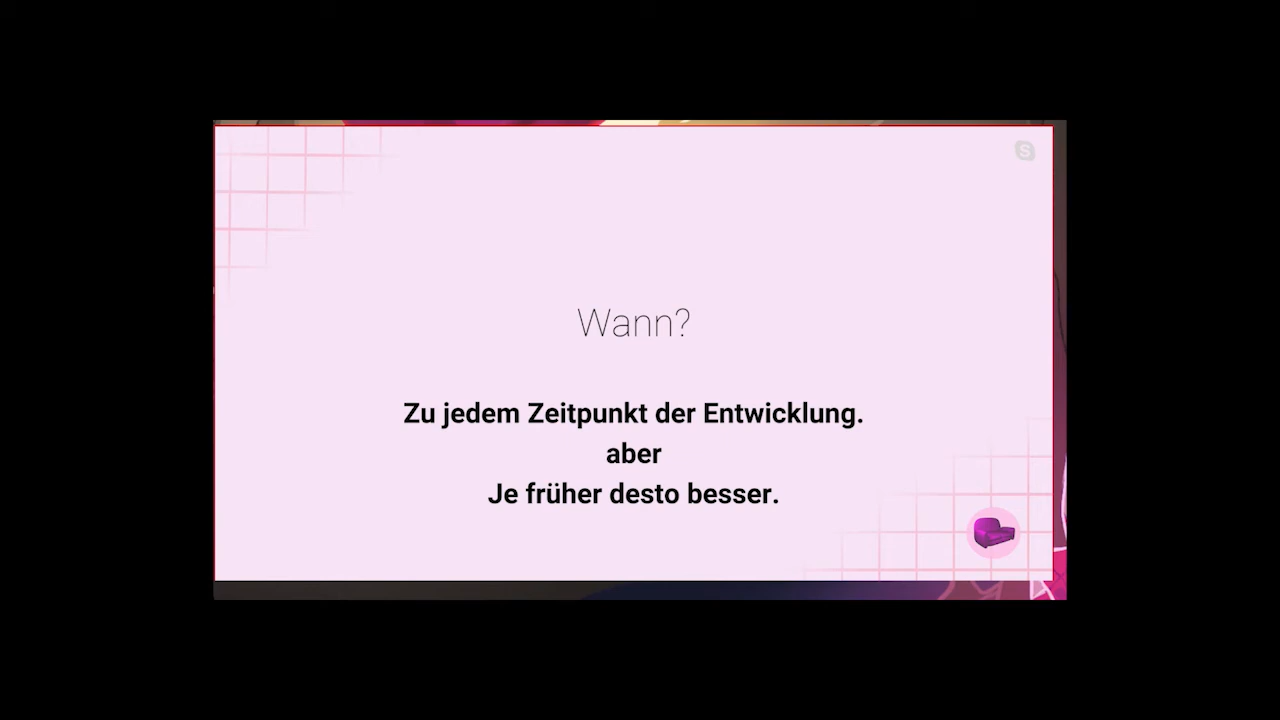 Wann?
Zu jedem Zeitpunkt der Entwicklung.
aber
Je früher desto besser.